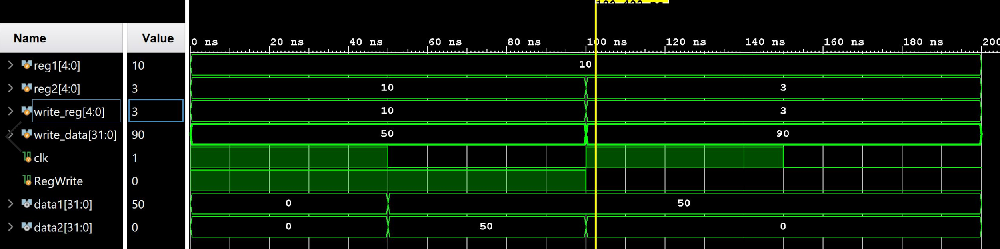 Name Value
0 ns 20 ns 40 ns 60 ns 80 ns 100 ns 120 ns 140 ns 160 ns 180 ns 200
reg1[4:0] 10 10
reg2[4:0] 3 10 3
write_reg[4:0] 3 10 3
write_data[31:0] 90 50 90
clk 1
RegWrite 0
data1[31:0] 50 0 50
data2[31:0] 0 0 50 0